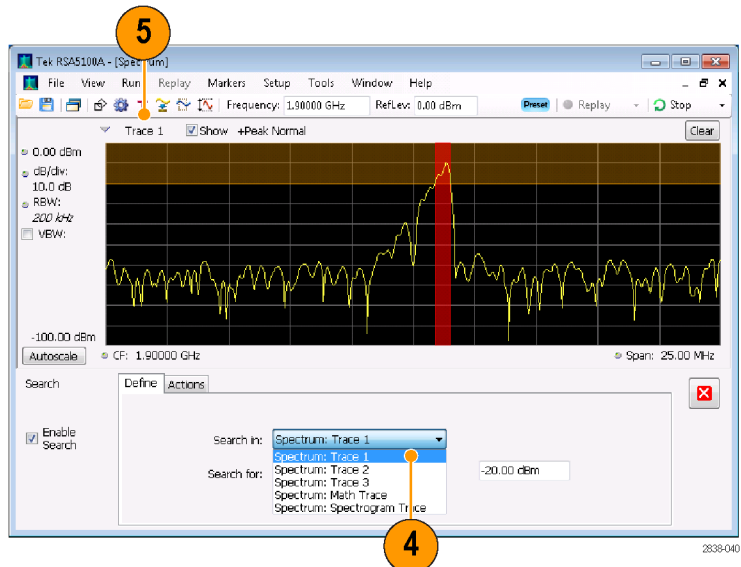 5
Tek RSA5100A - [Spectrum]
File View Run Replay Markers Setup Tools Window Help
Frequency: 1.90000 GHz RefLev: 0.00 dBm Preset Replay Stop
Trace 1 Show +Peak Normal Clear
0.00 dBm
dB/div:
10.0 dB
RBW:
200 kHz
VBW:
-100.00 dBm
Autoscale CF: 1.90000 GHz Span: 25.00 MHz
Search Define Actions
Enable
Search
Search in: Spectrum: Trace 1
Spectrum: Trace 1
Search for: Spectrum: Trace 2 -20.00 dBm
Spectrum: Trace 3
Spectrum: Math Trace
Spectrum: Spectrogram Trace
4
2838-040